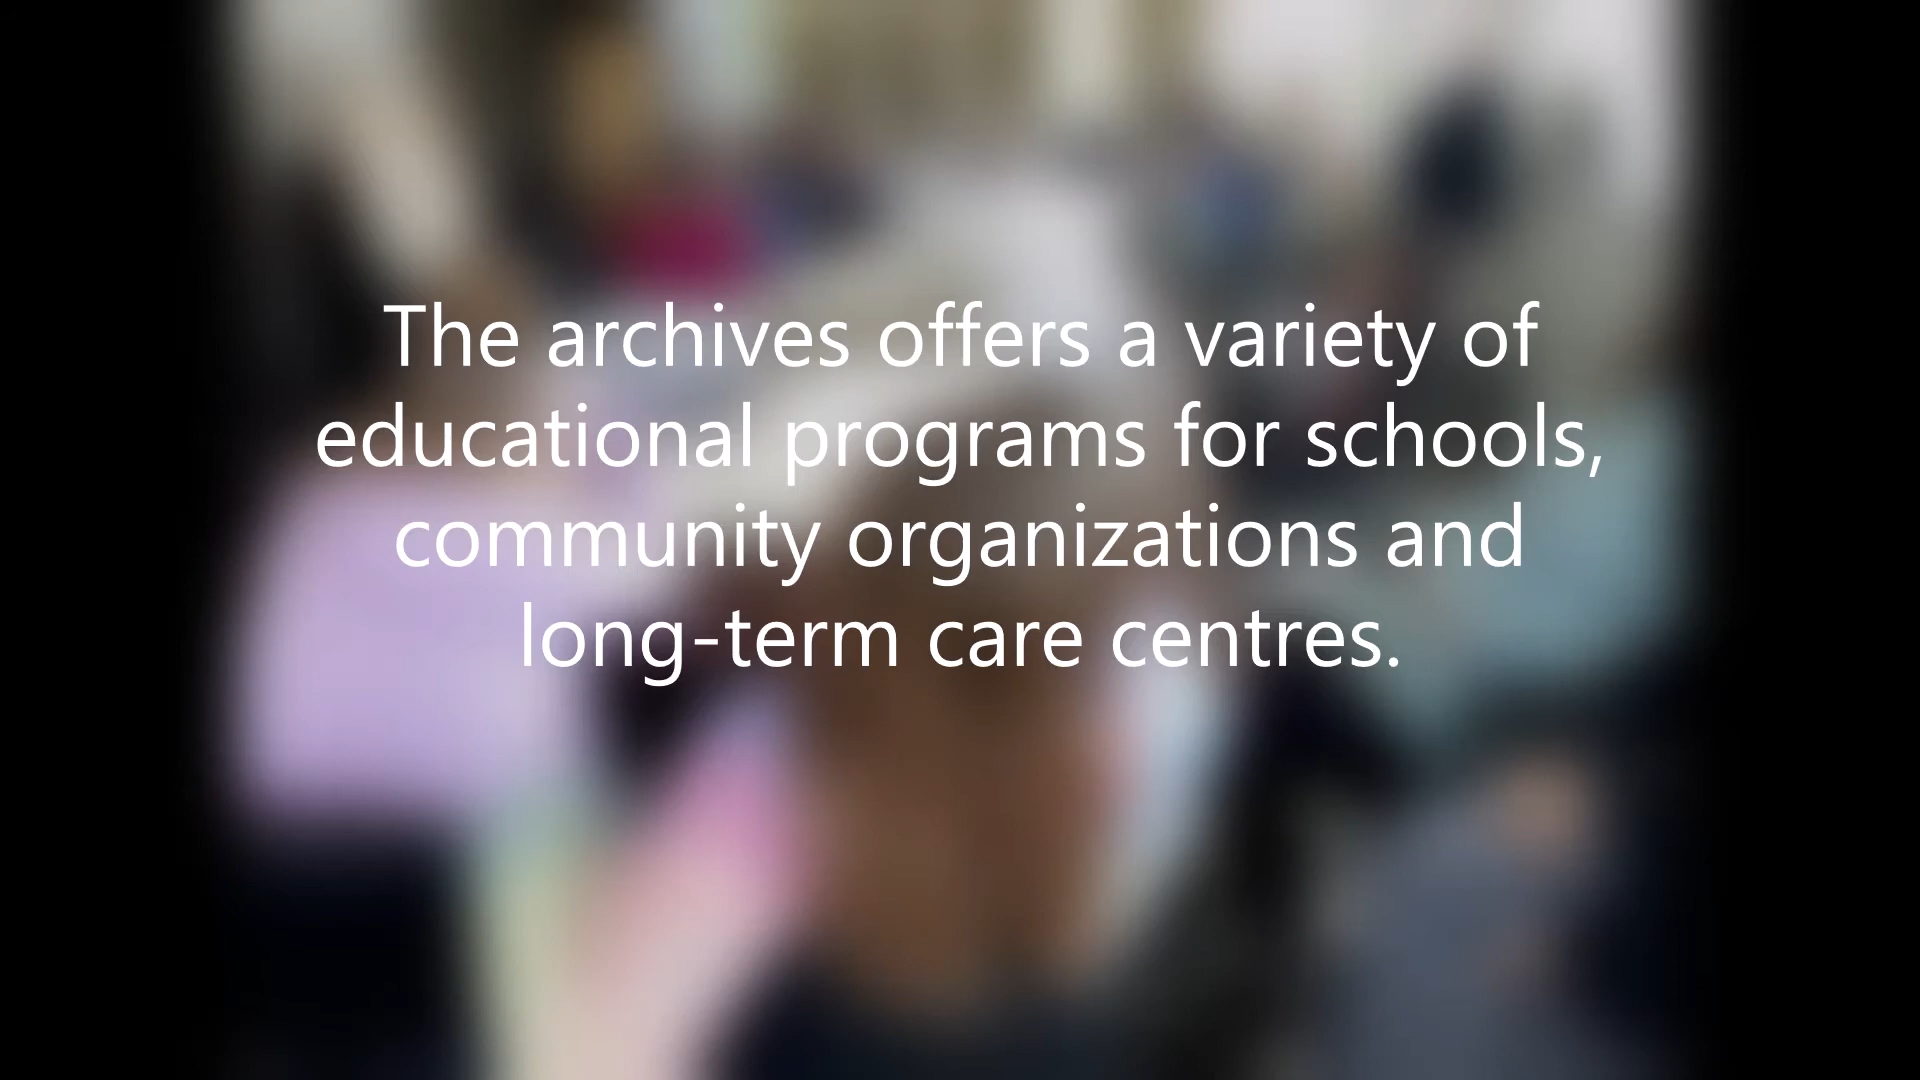 The archives offers a variety of
educational programs for schools,
community organizations and
long-term care centres.